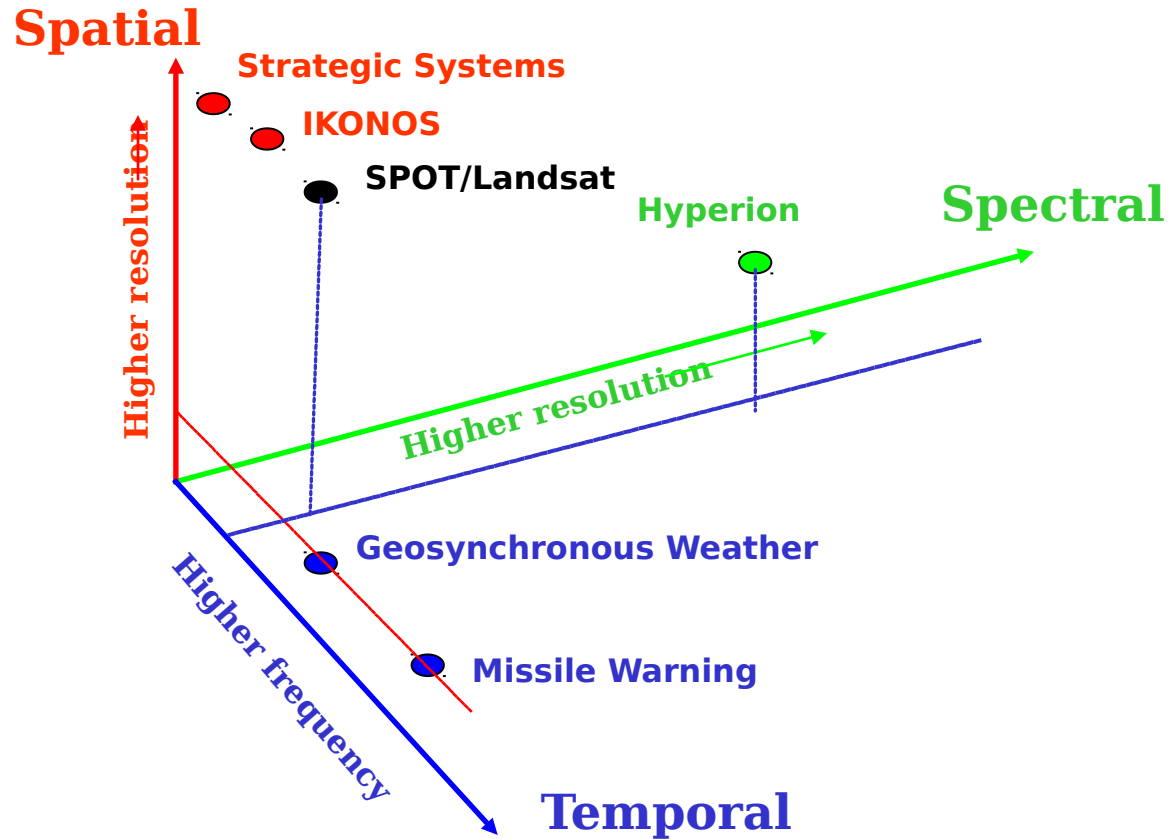 Spatial
Strategic Systems
IKONOS
SPOT/Landsat
Hyperion
Spectral
Higher resolution
Higher resolution
Geosynchronous Weather
Higher frequency
Missile Warning
Temporal